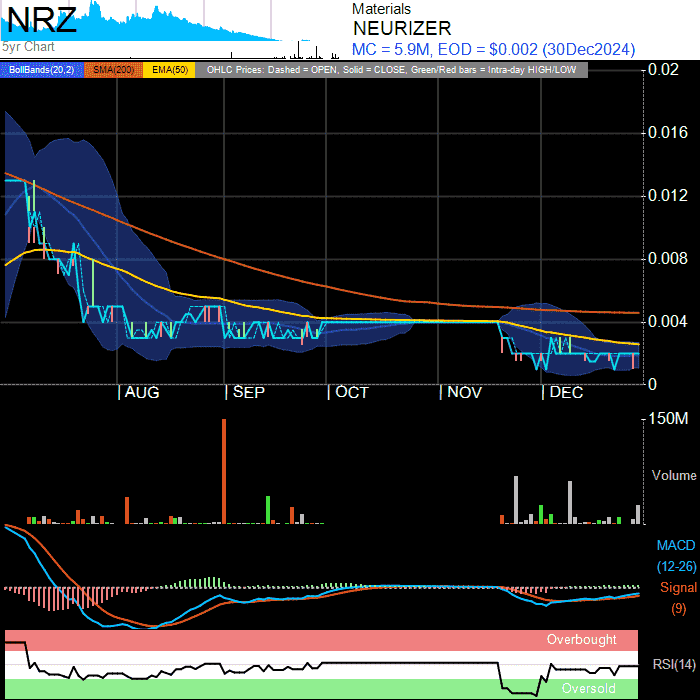 NRZ
5yr Chart
Materials
NEURIZER
MC = 5.9M, EOD = $0.002 (30Dec2024)
BollBands(20,2) SMA(200) EMA(50) OHLC Prices: Dashed = OPEN, Solid = CLOSE, Green/Red bars = Intra-day HIGH/LOW
0.02
0.016
0.012
0.008
0.004
0
AUG SEP OCT NOV DEC
150M
Volume
MACD
(12-26)
Signal
(9)
Overbought
RSI(14)
Oversold